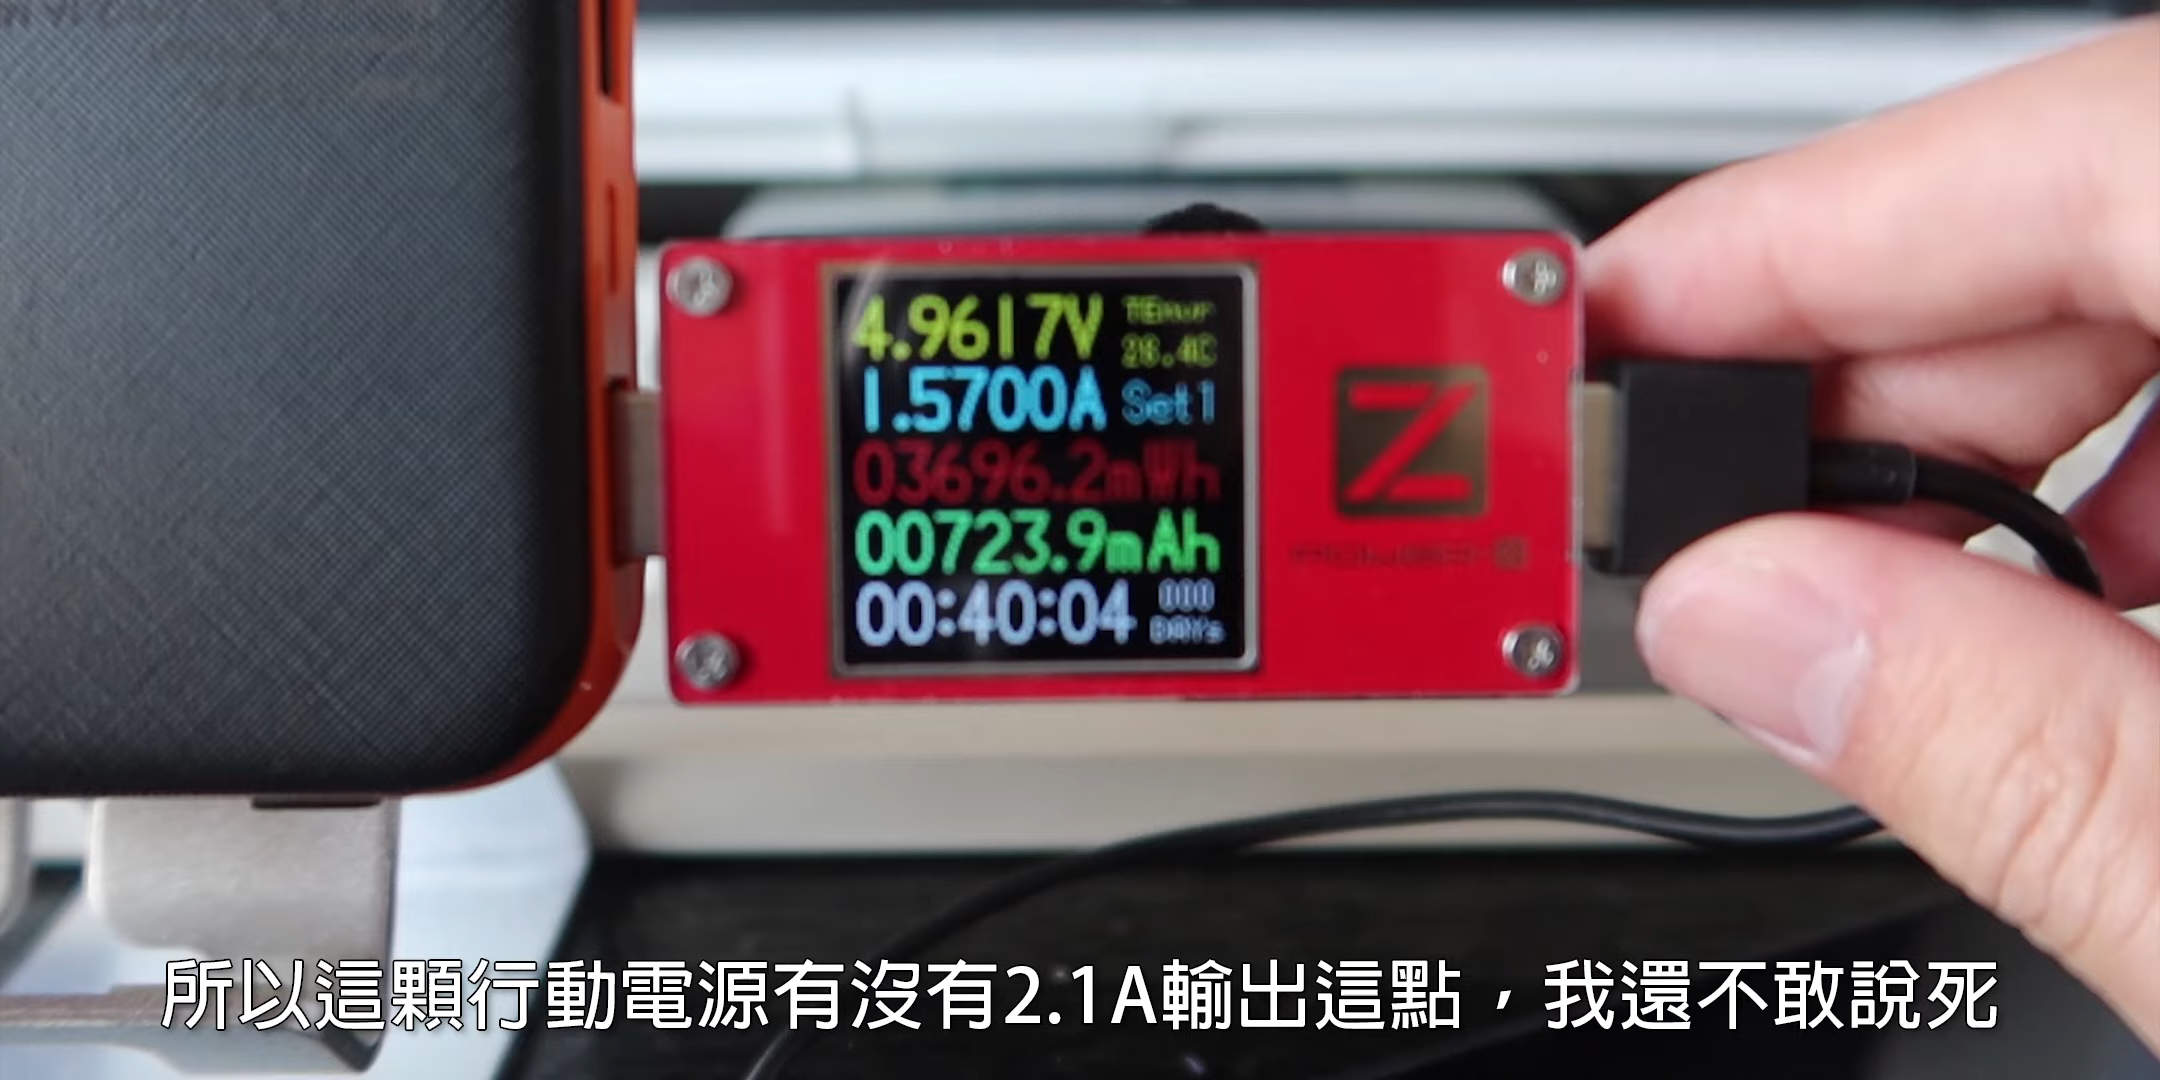 4.9617V
1.5700A Set1
03696.2mWh
00723.9mAh
00:40:04 000
DAYs
Z
所以這顆行動電源有沒有2.1A輸出這點，我還不敢說死